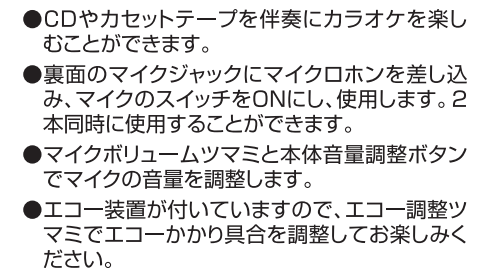 ●CDやカセットテープを伴奏にカラオケを楽し
むことができます。
●裏面のマイクジャックにマイクロホンを差し込
み、マイクのスイッチをONにし、使用します。2
本同時に使用することができます。
●マイクボリュームツマミと本体音量調整ボタン
でマイクの音量を調整します。
●エコー装置が付いていますので、エコー調整ツ
マミでエコーかかり具合を調整してお楽しみく
ださい。